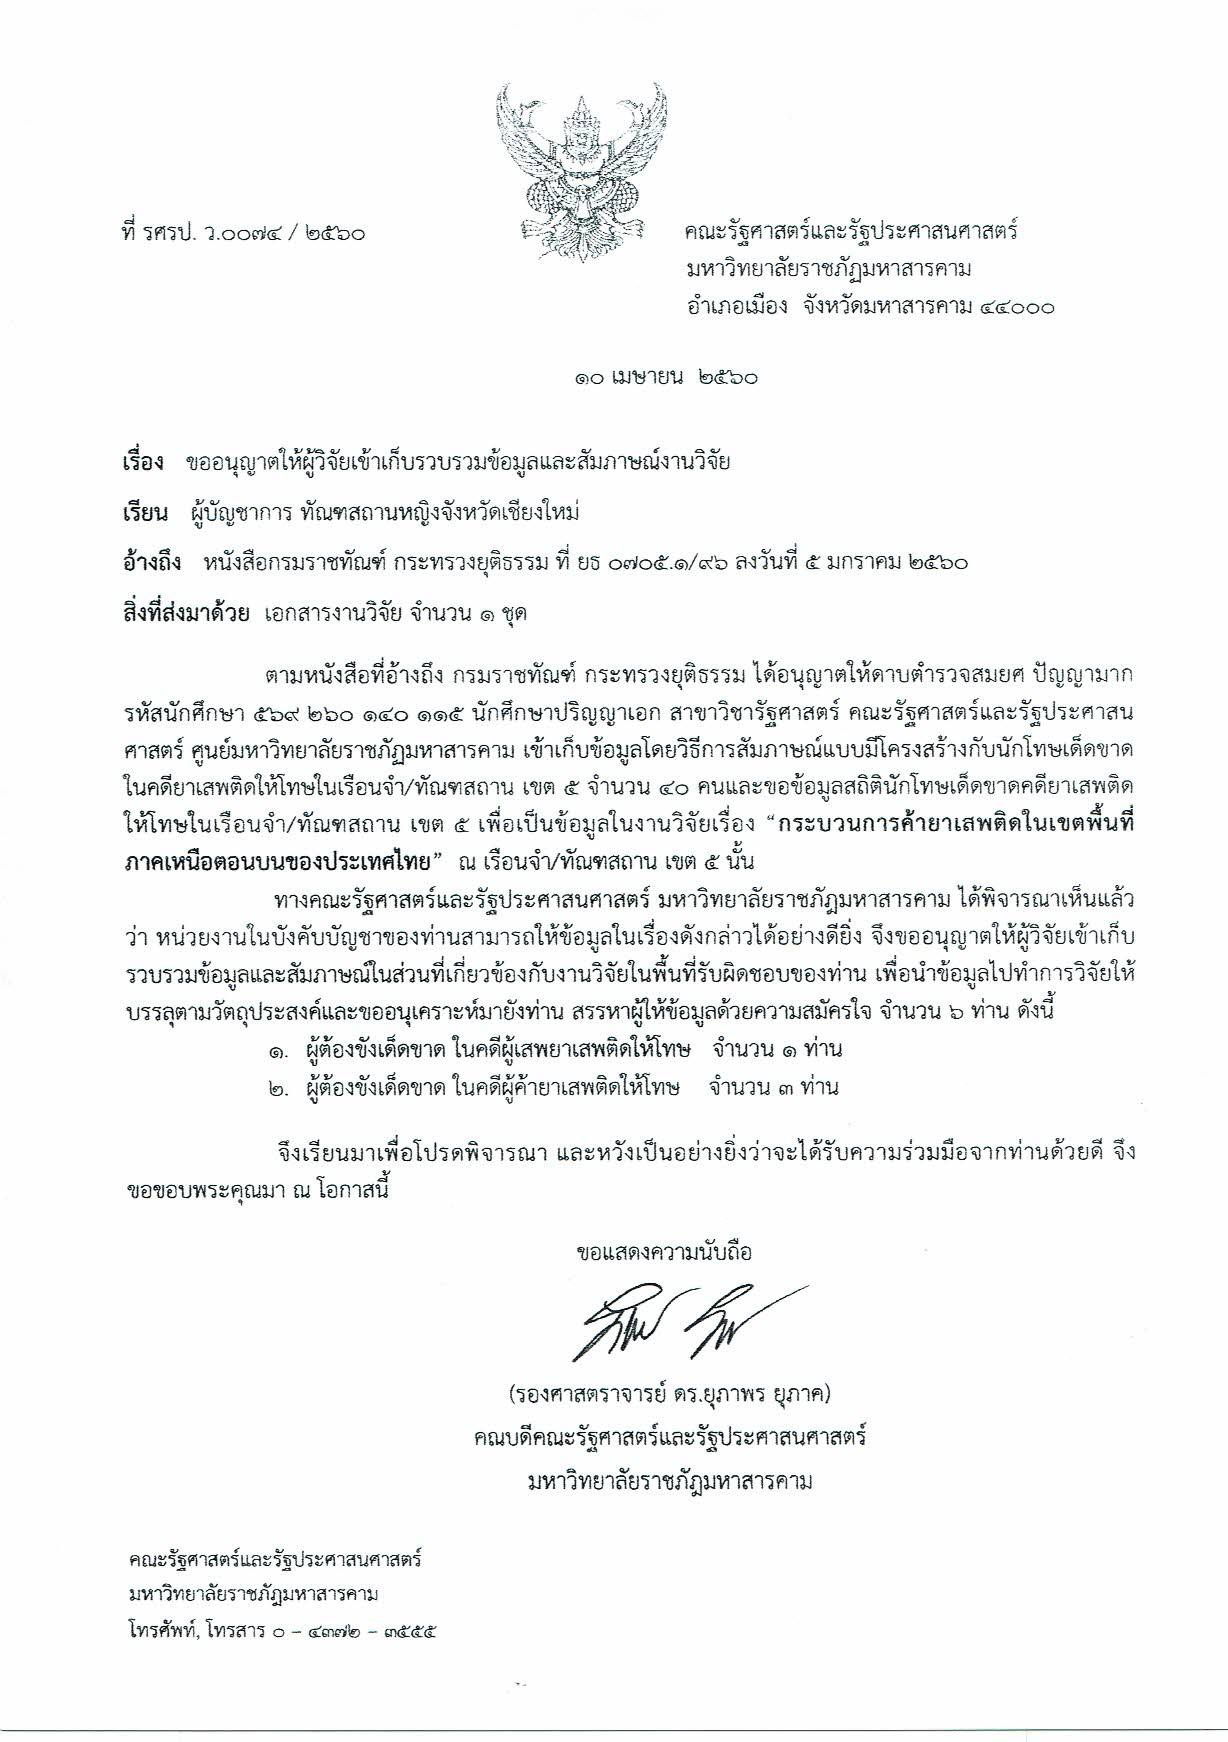 ที่ รศรป. ว.๐๐๗๔ / ๒๕๖๐
คณะรัฐศาสตร์และรัฐประศาสนศาสตร์
มหาวิทยาลัยราชภัฏมหาสารคาม
อำเภอเมือง จังหวัดมหาสารคาม ๔๔๐๐๐
๑๐ เมษายน ๒๕๖๐
เรื่อง ขออนุญาตให้ผู้วิจัยเข้าเก็บรวบรวมข้อมูลและสัมภาษณ์งานวิจัย
เรียน ผู้บัญชาการ ทัณฑสถานหญิงจังหวัดเชียงใหม่
อ้างถึง หนังสือกรมราชทัณฑ์ กระทรวงยุติธรรม ที่ ยธ ๐๗๐๕.๑/๙๖ ลงวันที่ ๕ มกราคม ๒๕๖๐
สิ่งที่ส่งมาด้วย เอกสารงานวิจัย จำนวน ๑ ชุด
ตามหนังสือที่อ้างถึง กรมราชทัณฑ์ กระทรวงยุติธรรม ได้อนุญาตให้ดาบตำรวจสมยศ ปัญญามาก
รหัสนักศึกษา ๕๖๙ ๒๖๐ ๑๔๐ ๑๑๕ นักศึกษาปริญญาเอก สาขาวิชารัฐศาสตร์ คณะรัฐศาสตร์และรัฐประศาสน
ศาสตร์ ศูนย์มหาวิทยาลัยราชภัฏมหาสารคาม เข้าเก็บข้อมูลโดยวิธีการสัมภาษณ์แบบมีโครงสร้างกับนักโทษเด็ดขาด
ในคดียาเสพติดให้โทษในเรือนจำ/ทัณฑสถาน เขต ๕ จำนวน ๔๐ คนและขอข้อมูลสถิตินักโทษเด็ดขาดคดียาเสพติด
ให้โทษในเรือนจำ/ทัณฑสถาน เขต ๕ เพื่อเป็นข้อมูลในงานวิจัยเรื่อง “กระบวนการค้ายาเสพติดในเขตพื้นที่
ภาคเหนือตอนบนของประเทศไทย” ณ เรือนจำ/ทัณฑสถาน เขต ๕ นั้น
ทางคณะรัฐศาสตร์และรัฐประศาสนศาสตร์ มหาวิทยาลัยราชภัฏมหาสารคาม ได้พิจารณาเห็นแล้ว
ว่า หน่วยงานในบังคับบัญชาของท่านสามารถให้ข้อมูลในเรื่องดังกล่าวได้อย่างดียิ่ง จึงขออนุญาตให้ผู้วิจัยเข้าเก็บ
รวบรวมข้อมูลและสัมภาษณ์ในส่วนที่เกี่ยวข้องกับงานวิจัยในพื้นที่รับผิดชอบของท่าน เพื่อนำข้อมูลไปทำการวิจัยให้
บรรลุตามวัตถุประสงค์และขออนุเคราะห์มายังท่าน สรรหาผู้ให้ข้อมูลด้วยความสมัครใจ จำนวน ๖ ท่าน ดังนี้
๑. ผู้ต้องขังเด็ดขาด ในคดีผู้เสพยาเสพติดให้โทษ จำนวน ๑ ท่าน
๒. ผู้ต้องขังเด็ดขาด ในคดีผู้ค้ายาเสพติดให้โทษ จำนวน ๓ ท่าน
จึงเรียนมาเพื่อโปรดพิจารณา และหวังเป็นอย่างยิ่งว่าจะได้รับความร่วมมือจากท่านด้วยดี จึง
ขอขอบพระคุณมา ณ โอกาสนี้
ขอแสดงความนับถือ
(รองศาสตราจารย์ ดร.ยุภาพร ยุภาศ)
คณบดีคณะรัฐศาสตร์และรัฐประศาสนศาสตร์
มหาวิทยาลัยราชภัฏมหาสารคาม
คณะรัฐศาสตร์และรัฐประศาสนศาสตร์
มหาวิทยาลัยราชภัฏมหาสารคาม
โทรศัพท์, โทรสาร ๐ – ๔๓๗๒ – ๓๕๕๕